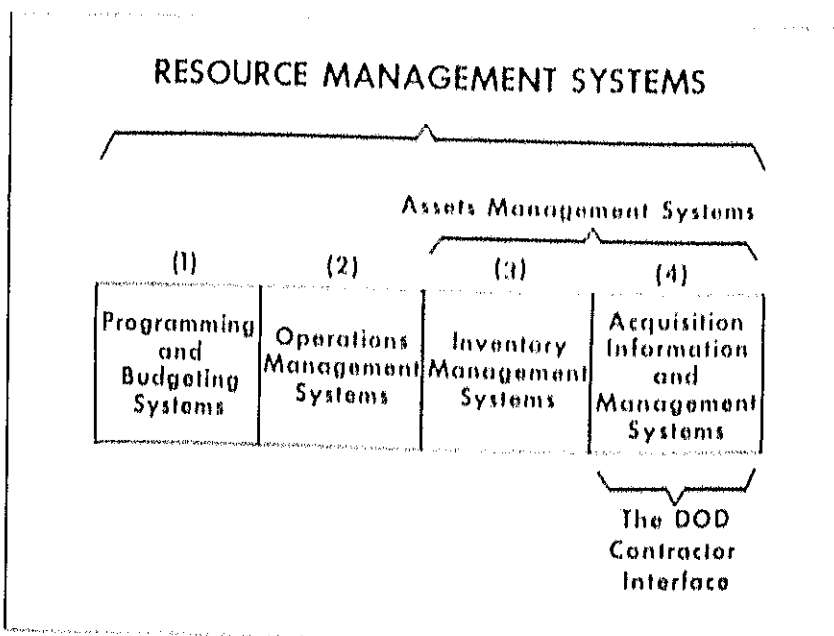 RESOURCE MANAGEMENT SYSTEMS
Assets Management Systems
(1)
(2)
(3)
(4)
Programming
and
Budgeting
Systems
Operations
Management
Systems
Inventory
Management
Systems
Acquisition
Information
and
Management
Systems
The DOD
Contractor
Interface